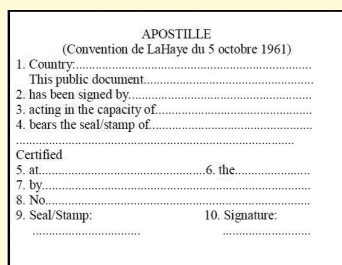 APOSTILLE
(Convention de LaHaye du 5 octobre 1961)
1. Country:..........................................................
This public document..........................................
2. has been signed by.............................................
3. acting in the capacity of.......................................
4. bears the seal/stamp of........................................
.....................................................................
Certified
5. at.........................................6. the...................
7. by..................................................................
8. No..................................................................
9. Seal/Stamp: 10. Signature:
........................... ......................